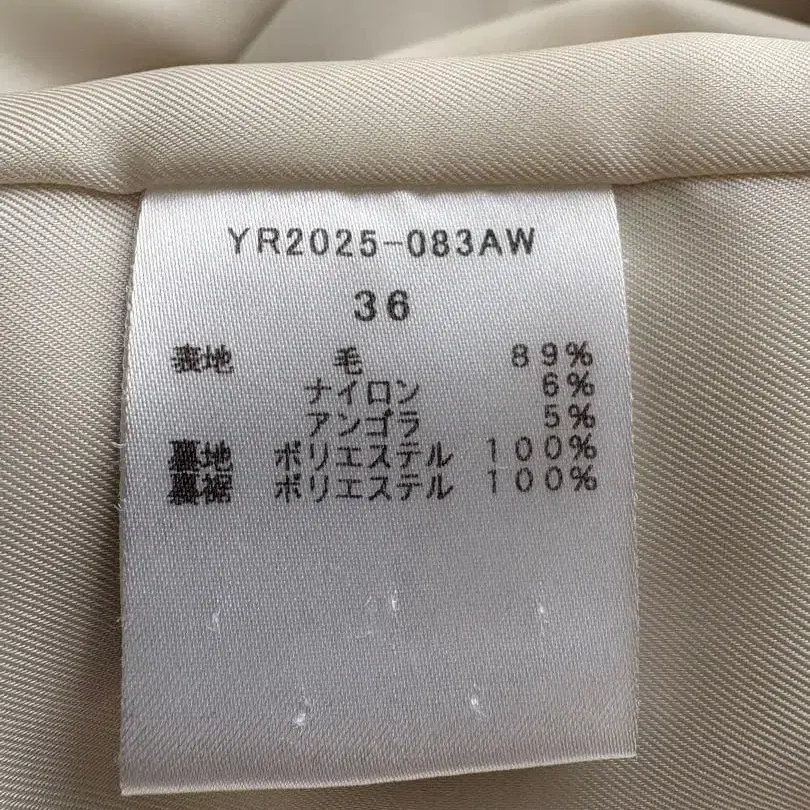 YR2025-083AW
36
表地 毛 89%
ナイロン 6%
アンゴラ 5%
裏地 ポリエステル 100%
裏裾 ポリエステル 100%